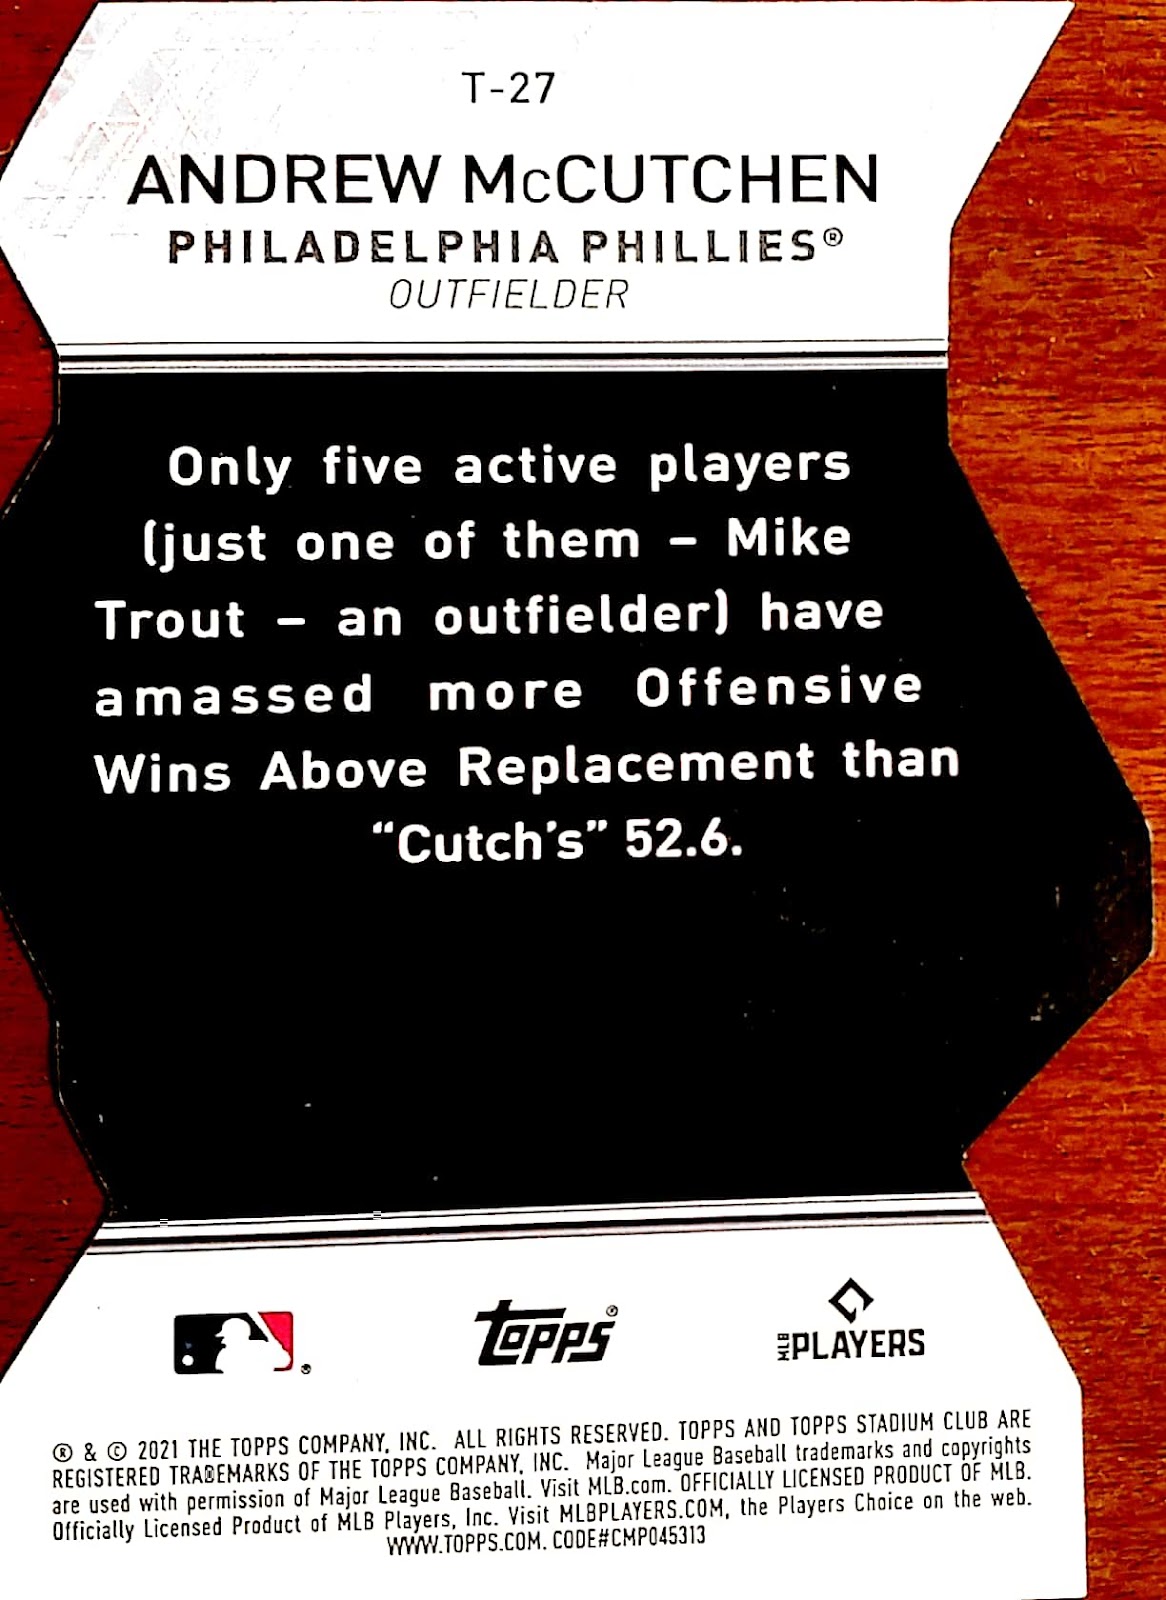 T-27
ANDREW McCUTCHEN
PHILADELPHIA PHILLIES®
OUTFIELDER
Only five active players
(just one of them – Mike
Trout – an outfielder) have
amassed more Offensive
Wins Above Replacement than
“Cutch’s” 52.6.
topps®
MLB PLAYERS
® & © 2021 THE TOPPS COMPANY, INC. ALL RIGHTS RESERVED. TOPPS AND TOPPS STADIUM CLUB ARE
REGISTERED TRADEMARKS OF THE TOPPS COMPANY, INC. Major League Baseball trademarks and copyrights
are used with permission of Major League Baseball. Visit MLB.com. OFFICIALLY LICENSED PRODUCT OF MLB.
Officially Licensed Product of MLB Players, Inc. Visit MLBPLAYERS.COM, the Players Choice on the web.
WWW.TOPPS.COM. CODE#CMP045313